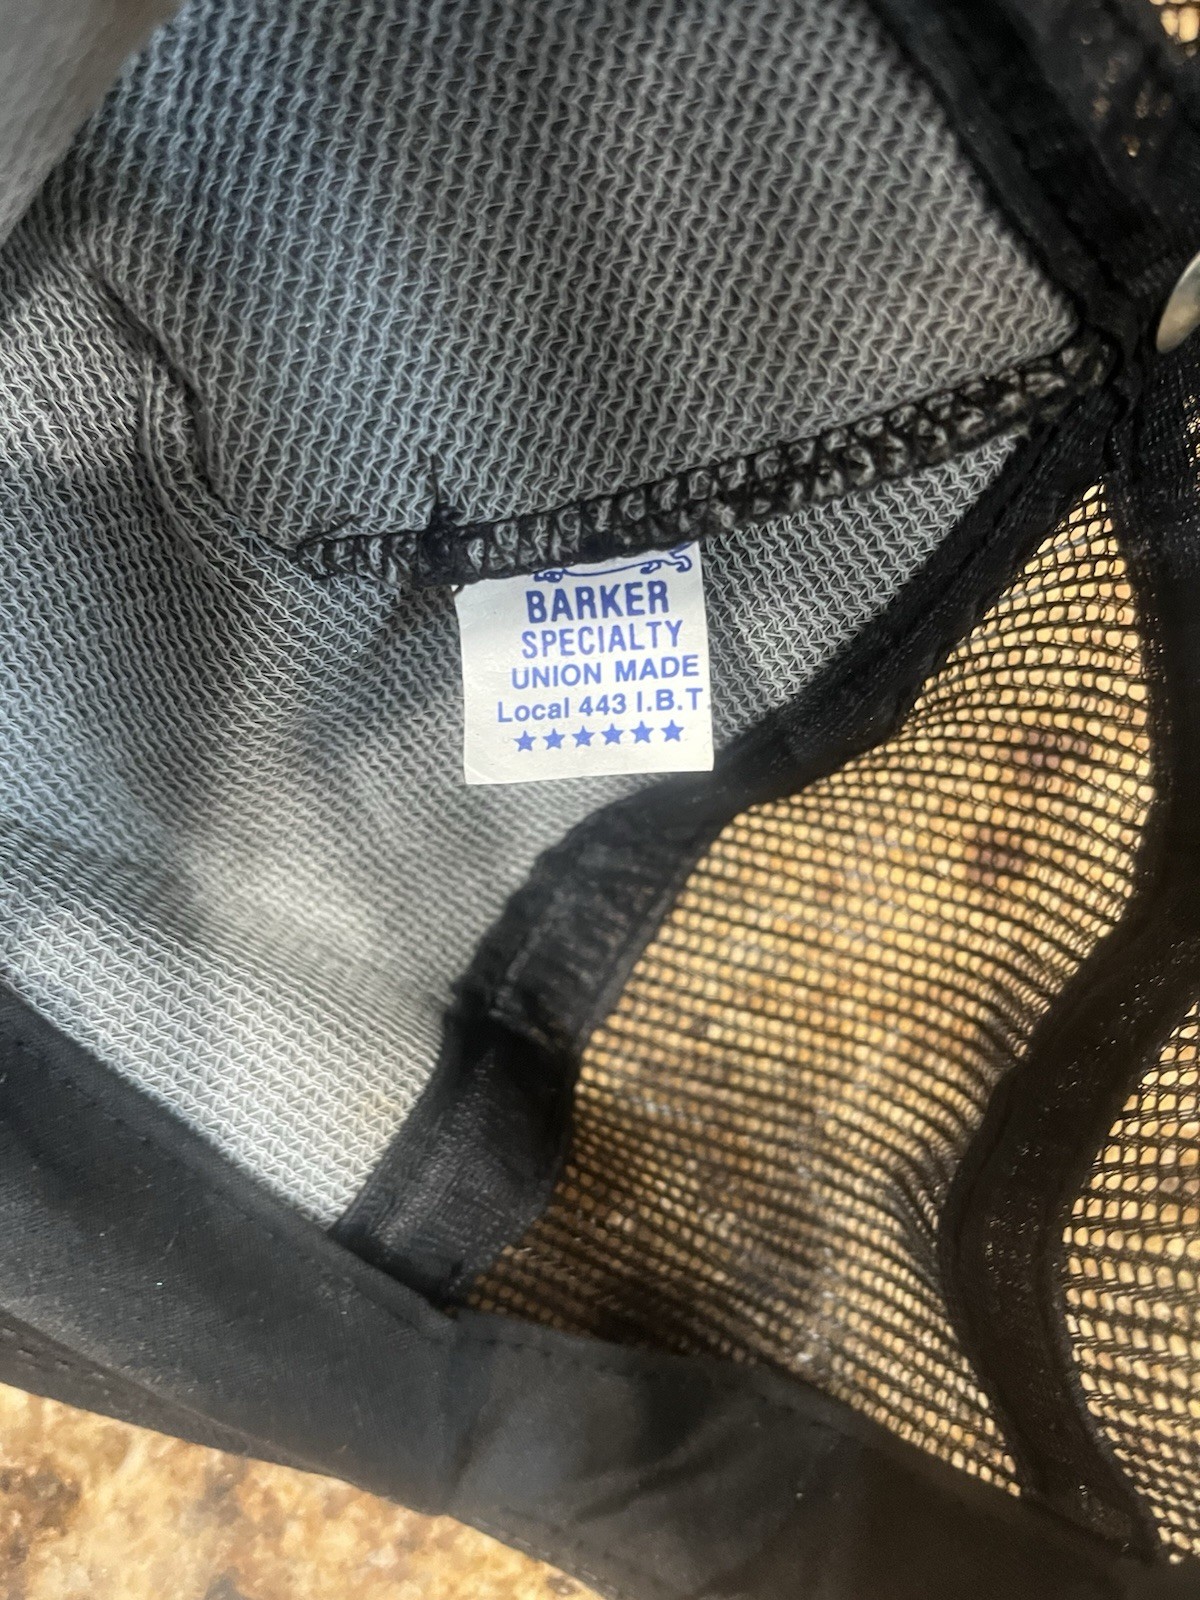 BARKER
SPECIALTY
UNION MADE
Local 443 I.B.T
★★★★★★